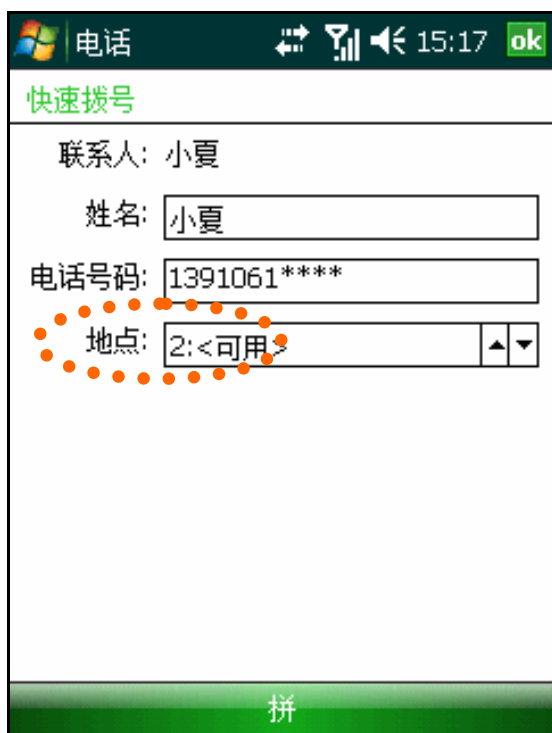 电话 15:17 ok
快速拨号
联系人: 小夏
姓名: 小夏
电话号码: 1391061****
地点: 2:<可用>
拼